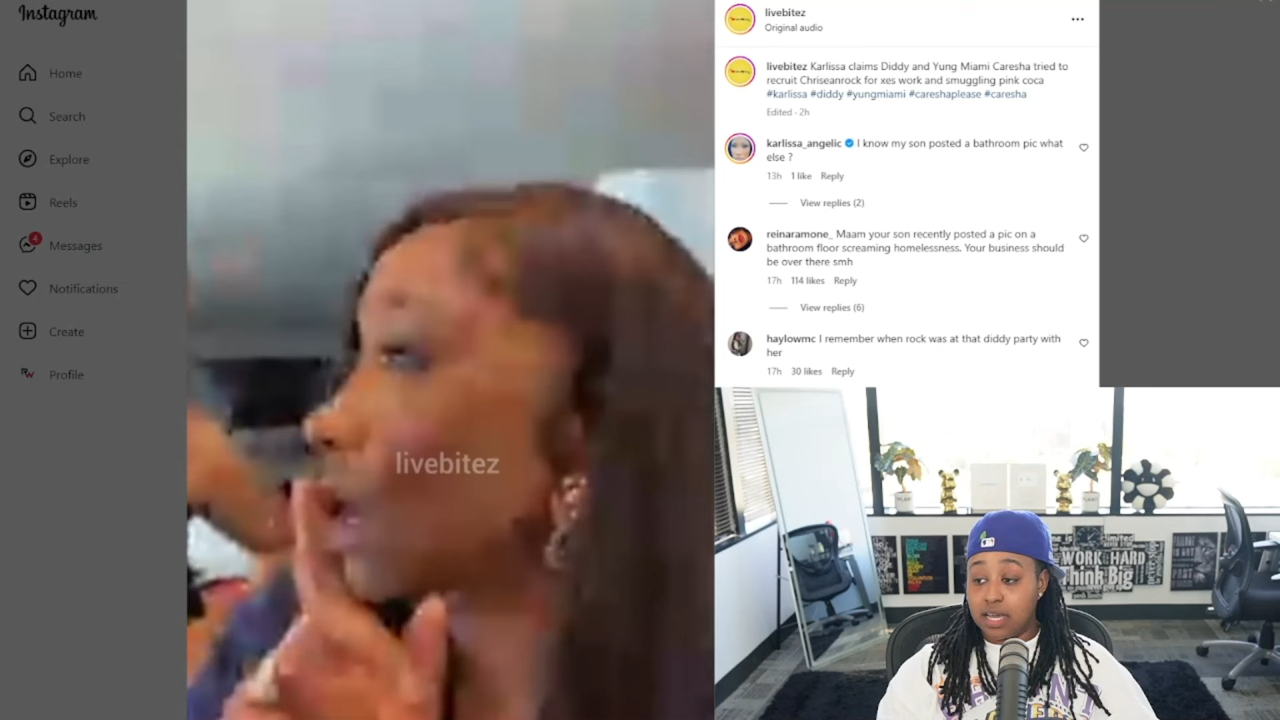 Instagram
Home
Search
Explore
Reels
4
Messages
Notifications
Create
Profile
livebitez
livebitez
Original audio
livebitez Karlissa claims Diddy and Yung Miami Caresha tried to
recruit Chriseanrock for xes work and smuggling pink coca
#karlissa #diddy #yungmiami #careshaplease #caresha
Edited · 2h
karlissa_angelic I know my son posted a bathroom pic what
else ?
13h 1 like Reply
View replies (2)
reinaramone_ Maam your son recently posted a pic on a
bathroom floor screaming homelessness. Your business should
be over there smh
17h 114 likes Reply
View replies (6)
haylowmc I remember when rock was at that diddy party with
her
17h 30 likes Reply
WORK HARD
Think Big